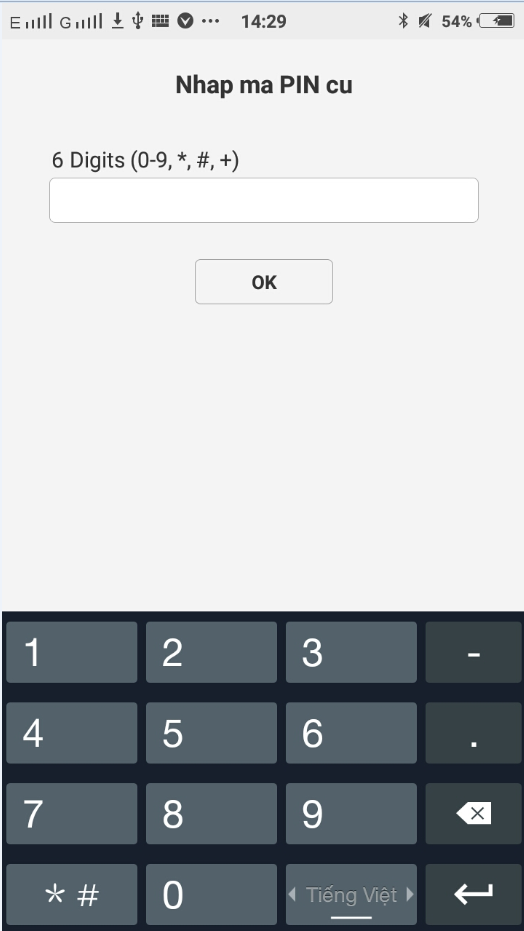 E G 14:29 54%
Nhap ma PIN cu
6 Digits (0-9, *, #, +)
OK
1 2 3 -
4 5 6 .
7 8 9
* # 0 Tiếng Việt